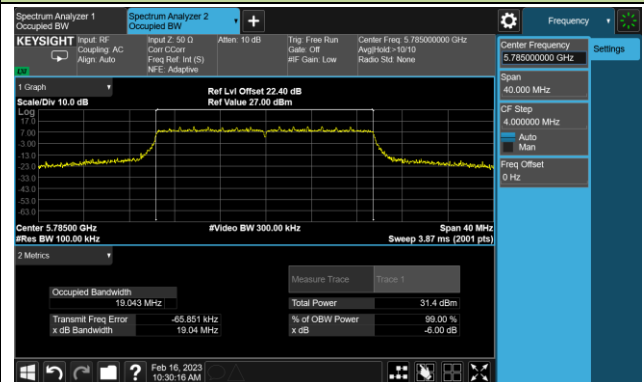 Spectrum Analyzer 1
Occupied BW
Spectrum Analyzer 2
Occupied BW
Frequency
KEYSIGHT
Input: RF
Coupling: AC
Align: Auto
Input Z: 50 Ω
Corr CCorr
Freq Ref: Int (S)
NFE: Adaptive
Atten: 10 dB
Trig: Free Run
Gate: Off
#IF Gain: Low
Center Freq: 5.785000000 GHz
Avg|Hold:>10/10
Radio Std: None
Center Frequency
5.785000000 GHz
Settings
Span
40.000 MHz
CF Step
4.000000 MHz
Auto
Man
Freq Offset
0 Hz
1 Graph
Scale/Div 10.0 dB
Ref Lvl Offset 22.40 dB
Ref Value 27.00 dBm
Log
17.0
7.00
-3.00
-13.0
-23.0
-33.0
-43.0
-53.0
-63.0
Center 5.78500 GHz
#Video BW 300.00 kHz
Span 40 MHz
#Res BW 100.00 kHz
Sweep 3.87 ms (2001 pts)
2 Metrics
Measure Trace
Trace 1
Occupied Bandwidth
19.043 MHz
Total Power
31.4 dBm
Transmit Freq Error
-65.851 kHz
% of OBW Power
99.00 %
x dB Bandwidth
19.04 MHz
x dB
-6.00 dB
Feb 16, 2023
10:30:16 AM